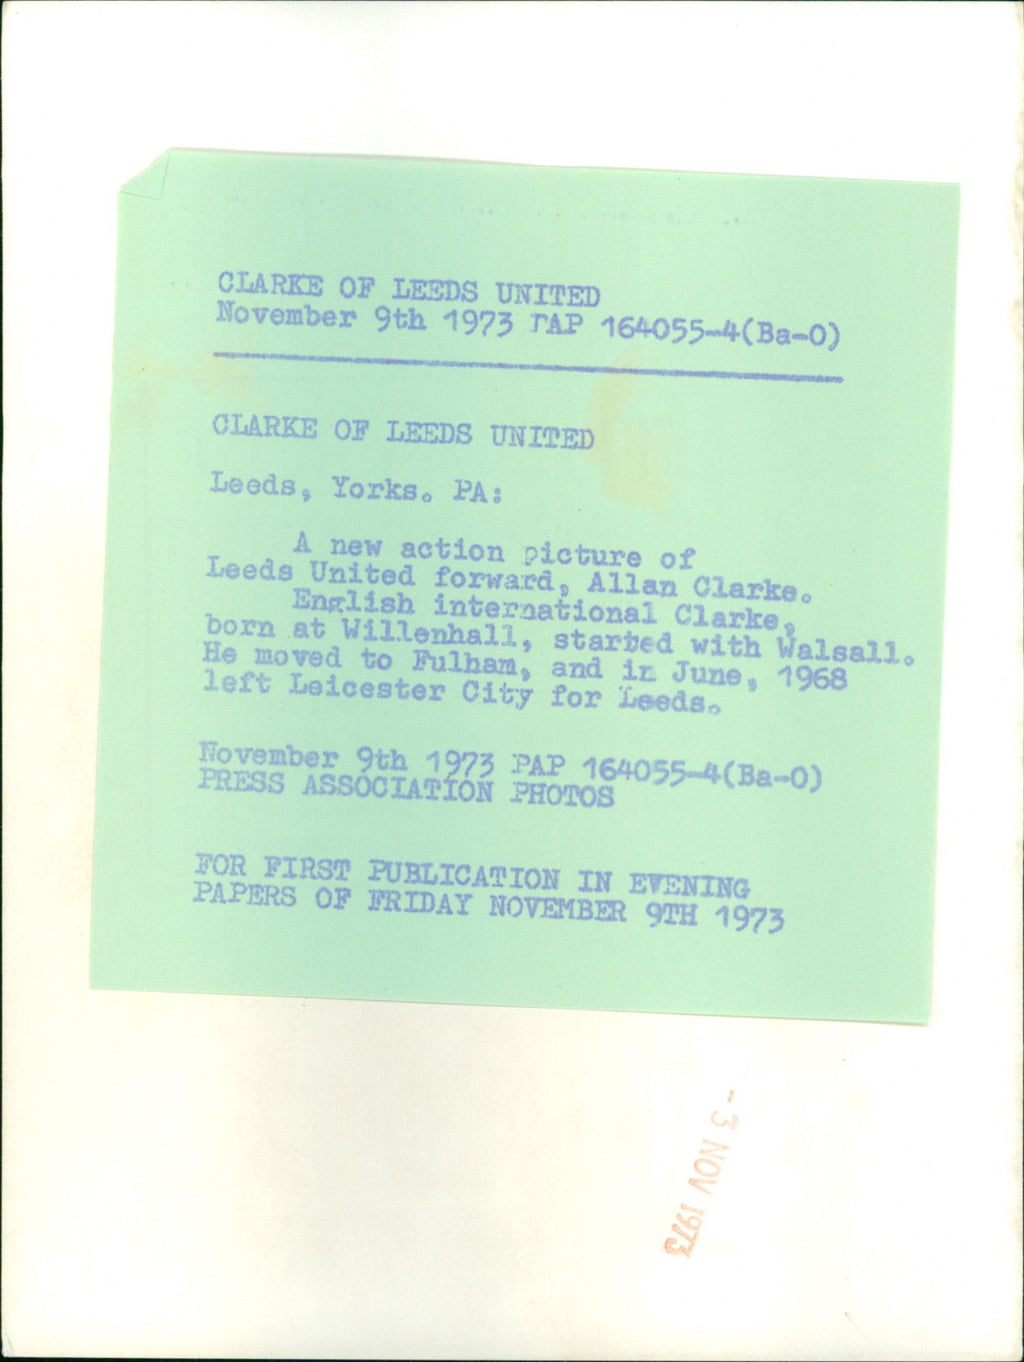 CLARKE OF LEEDS UNITED
November 9th 1973 PAP 164055-4(Ba-O)
CLARKE OF LEEDS UNITED
Leeds, Yorks. PA:
A new action picture of
Leeds United forward, Allan Clarke.
English international Clarke,
born at Willenhall, started with Walsall.
He moved to Fulham, and in June, 1968
left Leicester City for Leeds.
November 9th 1973 PAP 164055-4(Ba-O)
PRESS ASSOCIATION PHOTOS
FOR FIRST PUBLICATION IN EVENING
PAPERS OF FRIDAY NOVEMBER 9TH 1973
- 3 NOV 1973